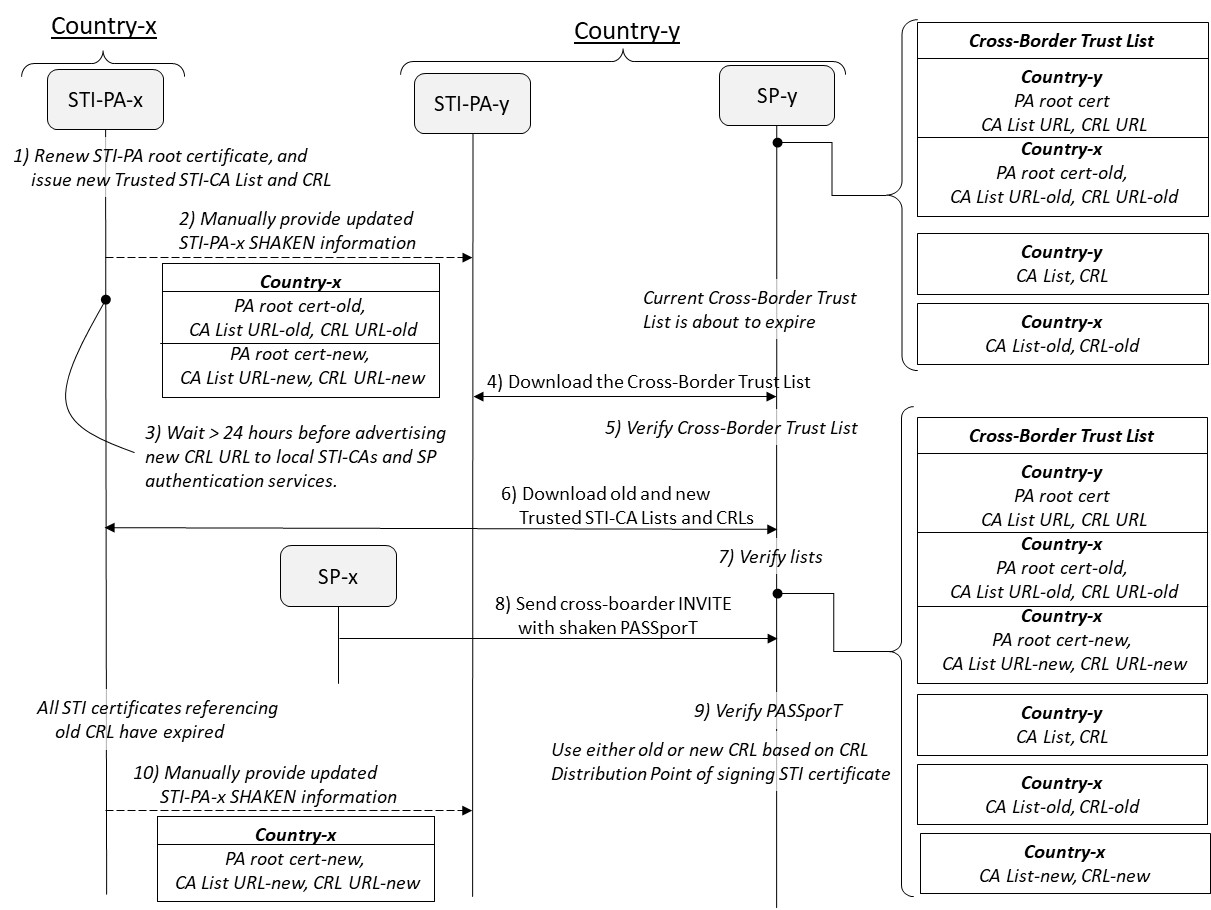 Country-x
Country-y
STI-PA-x
STI-PA-y
SP-y
1) Renew STI-PA root certificate, and
issue new Trusted STI-CA List and CRL
2) Manually provide updated
STI-PA-x SHAKEN information
Country-x
PA root cert-old,
CA List URL-old, CRL URL-old
PA root cert-new,
CA List URL-new, CRL URL-new
3) Wait > 24 hours before advertising
new CRL URL to local STI-CAs and SP
authentication services.
Current Cross-Border Trust
List is about to expire
4) Download the Cross-Border Trust List
5) Verify Cross-Border Trust List
6) Download old and new
Trusted STI-CA Lists and CRLs
7) Verify lists
SP-x
8) Send cross-boarder INVITE
with shaken PASSporT
All STI certificates referencing
old CRL have expired
9) Verify PASSporT
Use either old or new CRL based on CRL
Distribution Point of signing STI certificate
10) Manually provide updated
STI-PA-x SHAKEN information
Country-x
PA root cert-new,
CA List URL-new, CRL URL-new
Cross-Border Trust List
Country-y
PA root cert
CA List URL, CRL URL
Country-x
PA root cert-old,
CA List URL-old, CRL URL-old
Country-y
CA List, CRL
Country-x
CA List-old, CRL-old
Cross-Border Trust List
Country-y
PA root cert
CA List URL, CRL URL
Country-x
PA root cert-old,
CA List URL-old, CRL URL-old
Country-x
PA root cert-new,
CA List URL-new, CRL URL-new
Country-y
CA List, CRL
Country-x
CA List-old, CRL-old
Country-x
CA List-new, CRL-new